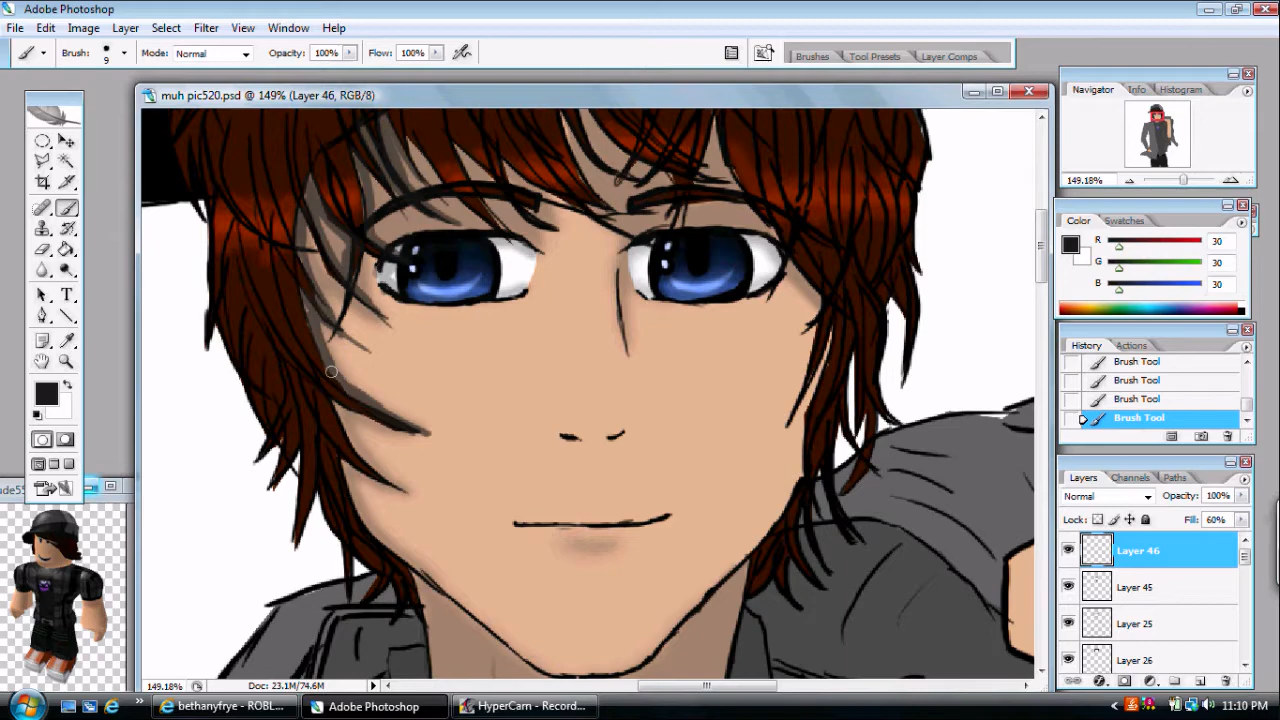 Adobe Photoshop
File Edit Image Layer Select Filter View Window Help
Brush: 9 Mode: Normal Opacity: 100% Flow: 100% Brushes Tool Presets Layer Comps
muh pic520.psd @ 149% (Layer 46, RGB/8)
Navigator Info Histogram
149.18%
Color Swatches
R 30
G 30
B 30
History Actions
Brush Tool
Brush Tool
Brush Tool
Brush Tool
Layers Channels Paths
Normal Opacity: 100%
Lock: Fill: 60%
Layer 46
Layer 45
Layer 25
Layer 26
149.18% Doc: 23.1M/74.6M
bethanyfrye - ROBL... Adobe Photoshop HyperCam - Record... 11:10 PM